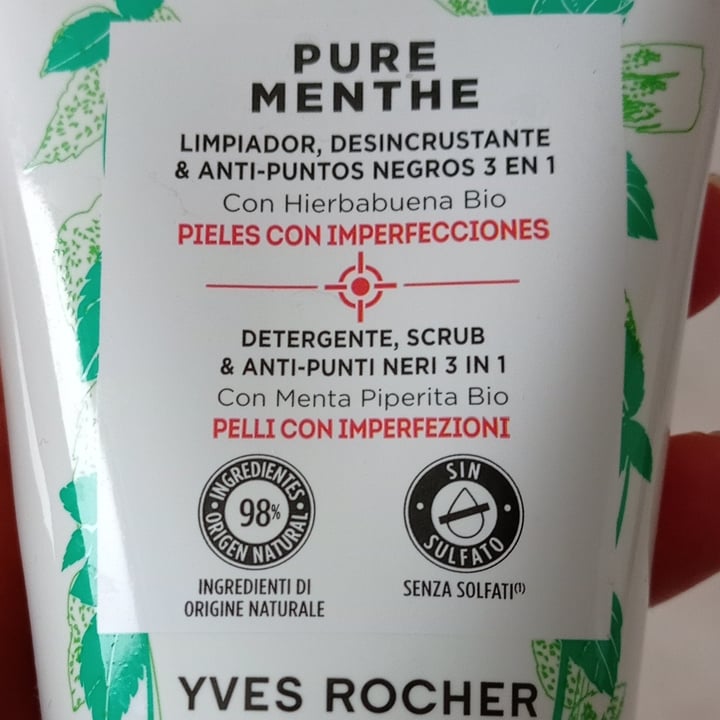 PURE
MENTHE
LIMPIADOR, DESINCRUSTANTE
& ANTI-PUNTOS NEGROS 3 EN 1
Con Hierbabuena Bio
PIELES CON IMPERFECCIONES
DETERGENTE, SCRUB
& ANTI-PUNTI NERI 3 IN 1
Con Menta Piperita Bio
PELLI CON IMPERFEZIONI
INGREDIENTES
98%
ORIGEN NATURAL
INGREDIENTI DI
ORIGINE NATURALE
SIN
SULFATO
SENZA SOLFATI(1)
YVES ROCHER